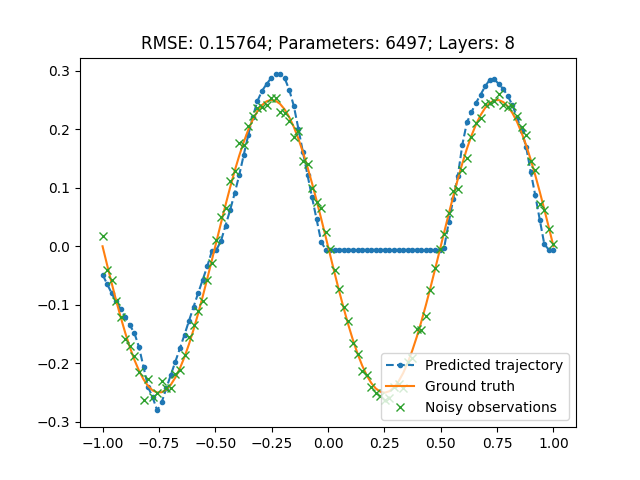 RMSE: 0.15764; Parameters: 6497; Layers: 8
0.3
0.2
0.1
0.0
−0.1
−0.2
−0.3
Predicted trajectory
Ground truth
Noisy observations
−1.00 −0.75 −0.50 −0.25 0.00 0.25 0.50 0.75 1.00